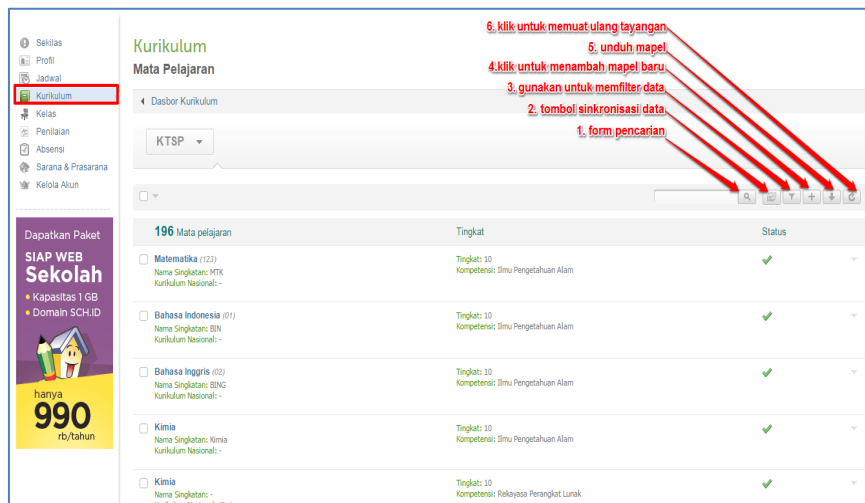 6. klik untuk memuat ulang tayangan
5. unduh mapel
4.klik untuk menambah mapel baru
3. gunakan untuk memfilter data
2. tombol sinkronisasi data
1. form pencarian
Sekilas
Profil
Jadwal
Kurikulum
Kelas
Penilaian
Absensi
Sarana & Prasarana
Kelola Akun
Dapatkan Paket
SIAP WEB
Sekolah
• Kapasitas 1 GB
• Domain SCH.ID
hanya
990
rb/tahun
Kurikulum
Mata Pelajaran
Dasbor Kurikulum
KTSP
196 Mata pelajaran Tingkat Status
Matematika (123)
Nama Singkatan: MTK
Kurikulum Nasional: -
Tingkat: 10
Kompetensi: Ilmu Pengetahuan Alam
Bahasa Indonesia (01)
Nama Singkatan: BIN
Kurikulum Nasional: -
Tingkat: 10
Kompetensi: Ilmu Pengetahuan Alam
Bahasa Inggris (02)
Nama Singkatan: BING
Kurikulum Nasional: -
Tingkat: 10
Kompetensi: Ilmu Pengetahuan Alam
Kimia
Nama Singkatan: Kimia
Kurikulum Nasional: -
Tingkat: 10
Kompetensi: Ilmu Pengetahuan Alam
Kimia
Nama Singkatan: -
Tingkat: 10
Kompetensi: Rekayasa Perangkat Lunak